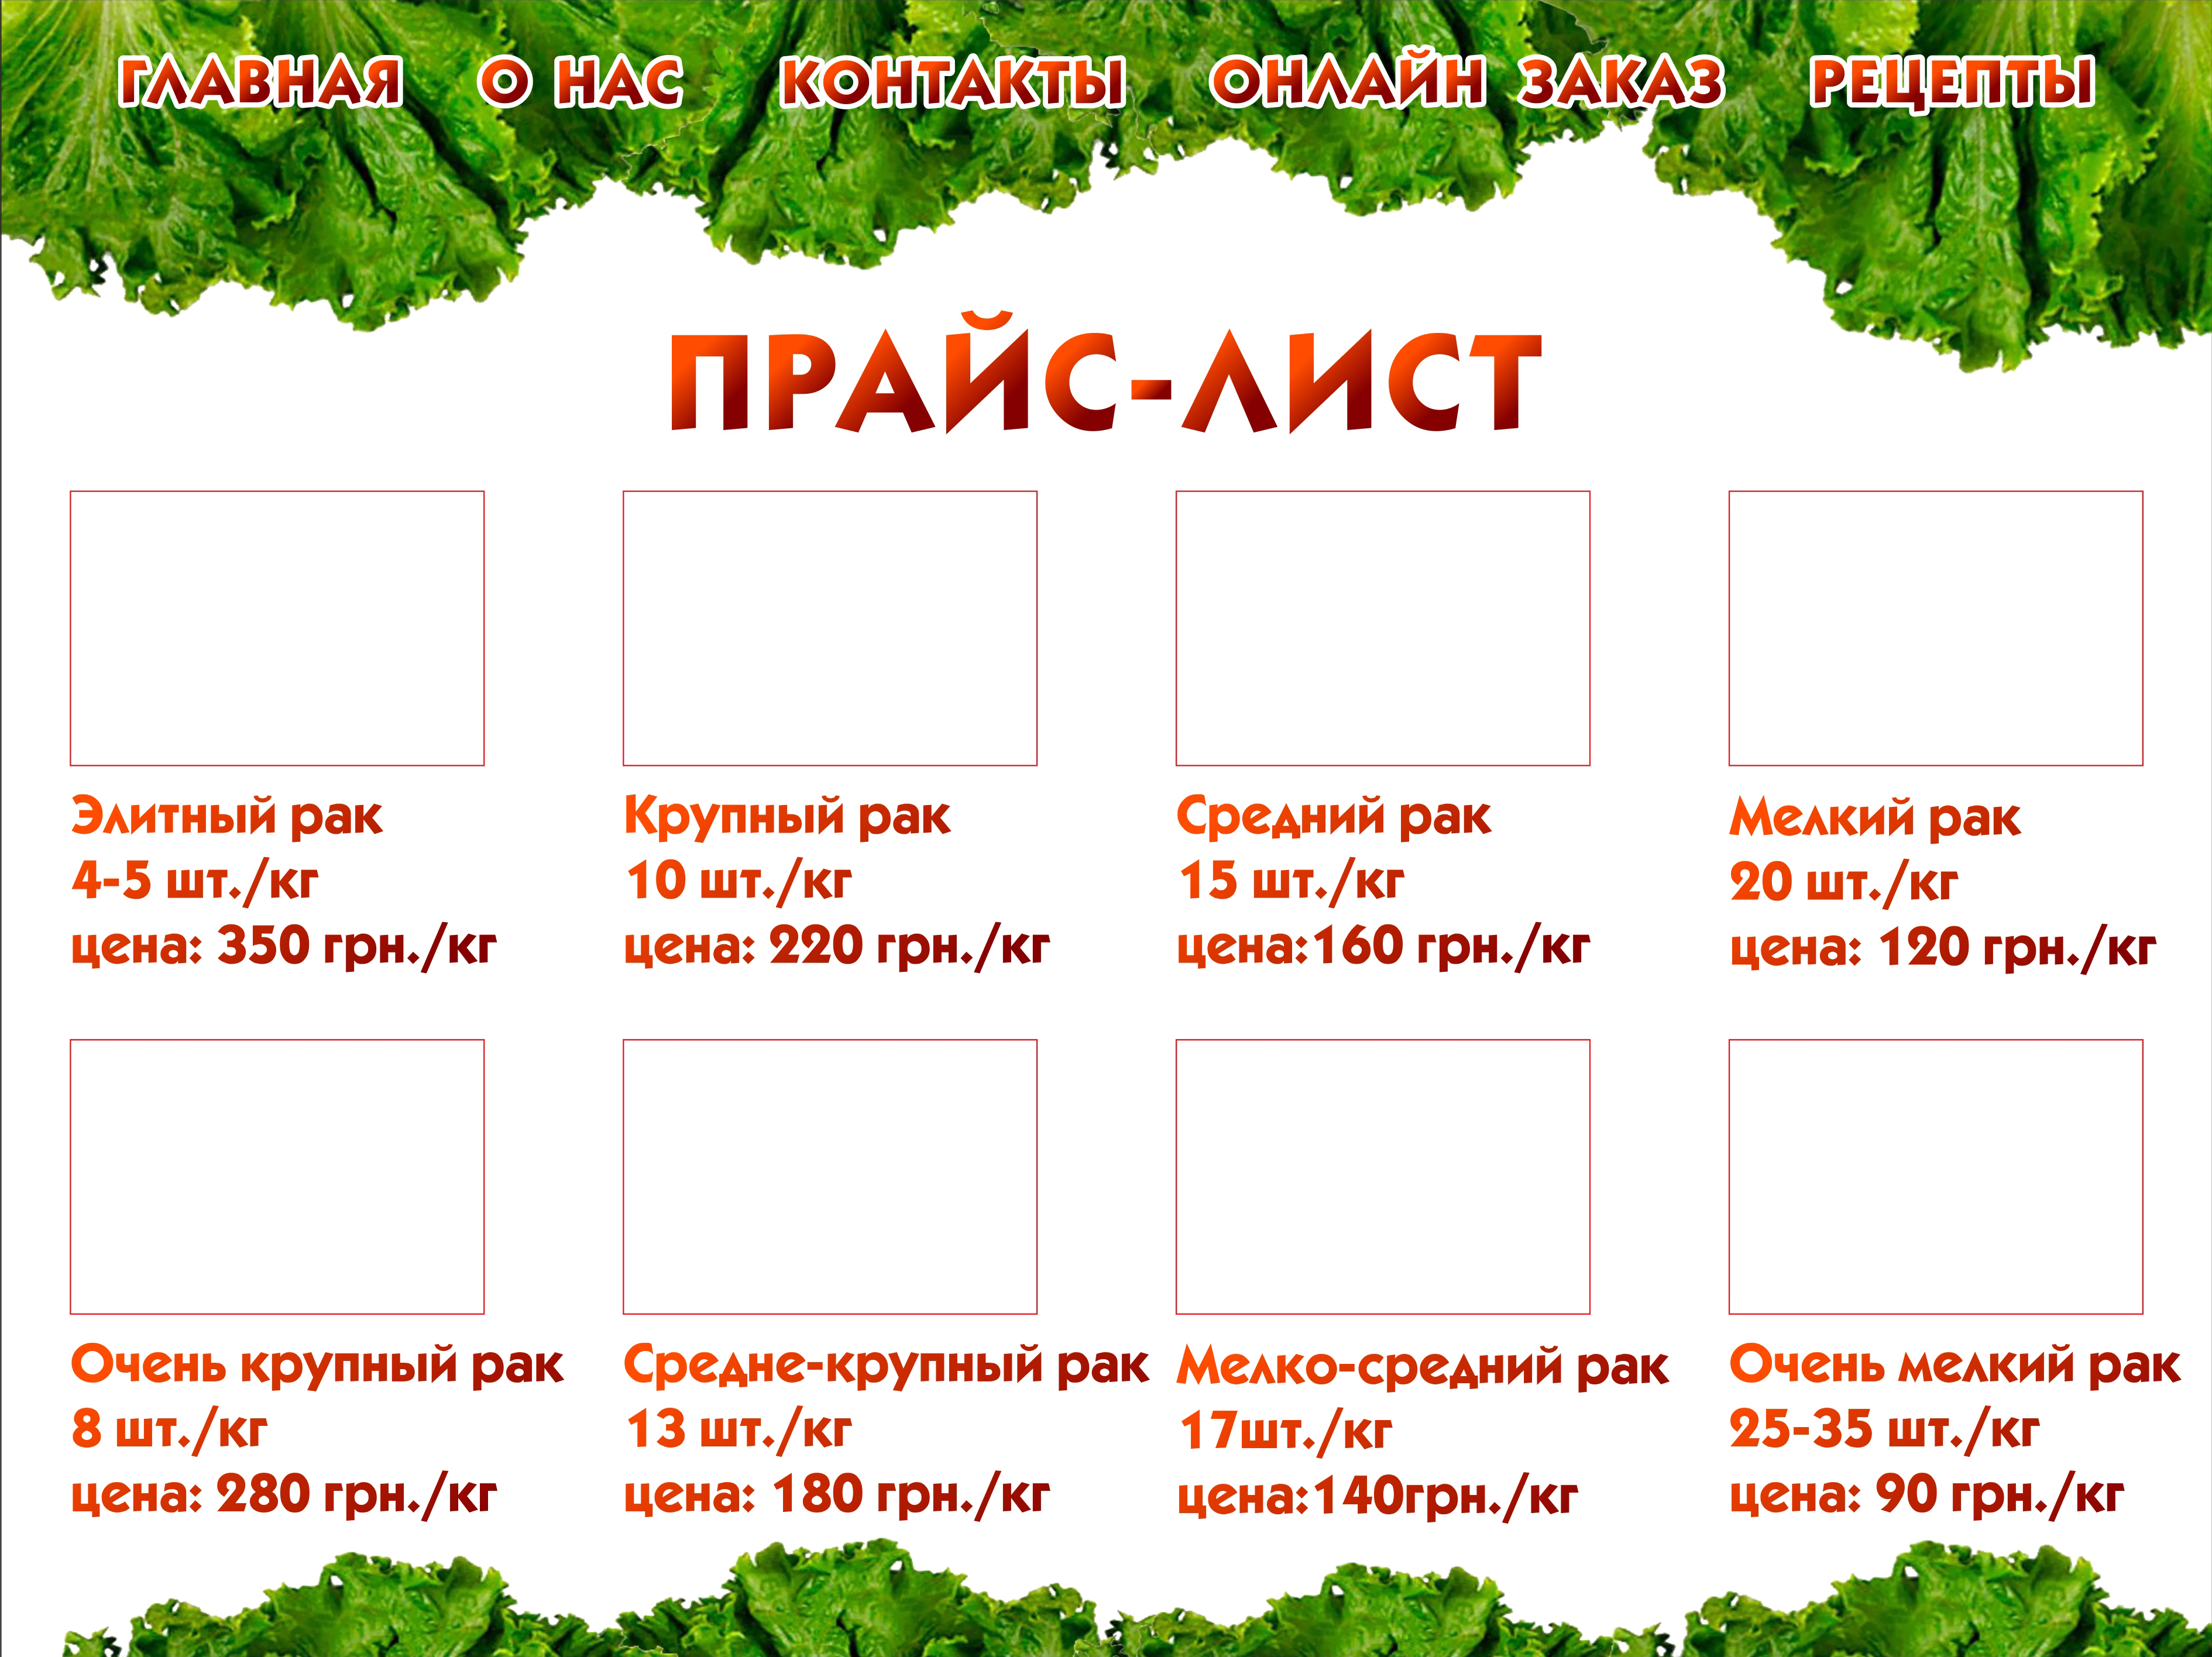 ГЛАВНАЯ О НАС КОНТАКТЫ ОНЛАЙН ЗАКАЗ РЕЦЕПТЫ
ПРАЙС-ЛИСТ
Элитный рак
4-5 шт./кг
цена: 350 грн./кг
Крупный рак
10 шт./кг
цена: 220 грн./кг
Средний рак
15 шт./кг
цена:160 грн./кг
Мелкий рак
20 шт./кг
цена: 120 грн./кг
Очень крупный рак
8 шт./кг
цена: 280 грн./кг
Средне-крупный рак
13 шт./кг
цена: 180 грн./кг
Мелко-средний рак
17шт./кг
цена:140грн./кг
Очень мелкий рак
25-35 шт./кг
цена: 90 грн./кг